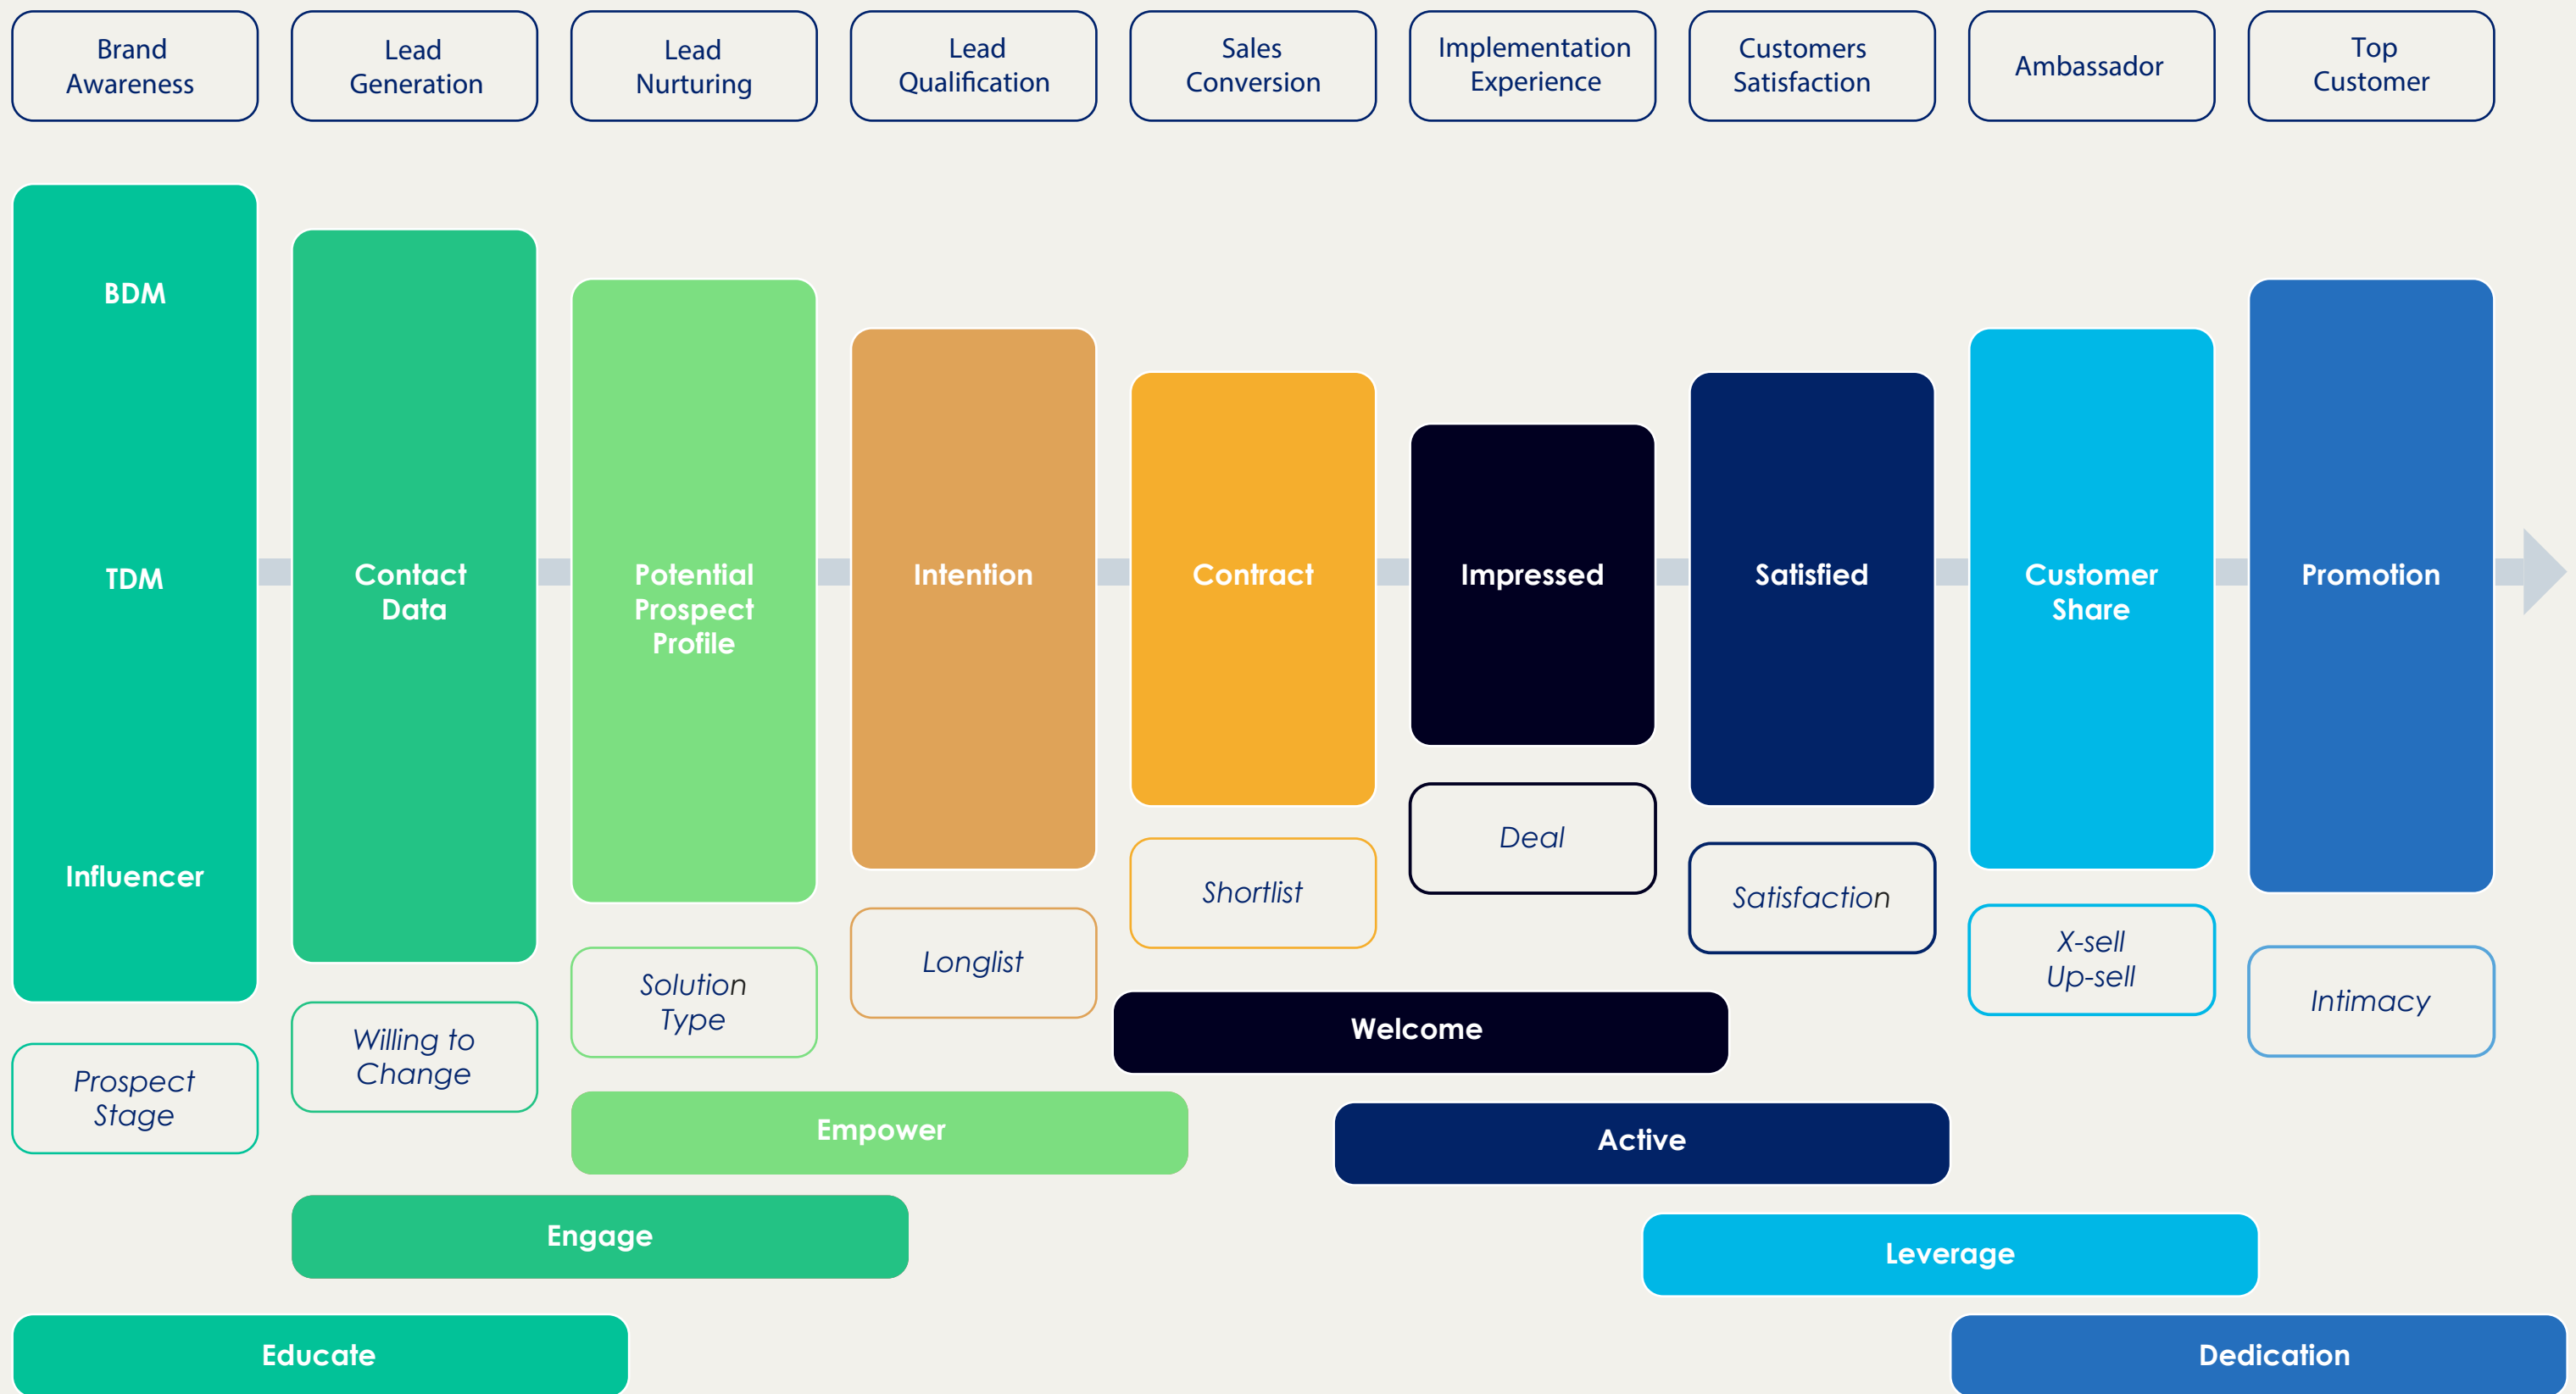 Brand
Awareness
Lead
Generation
Lead
Nurturing
Lead
Qualification
Sales
Conversion
Implementation
Experience
Customers
Satisfaction
Ambassador
Top
Customer
BDM
TDM
Influencer
Contact
Data
Potential
Prospect
Profile
Intention
Contract
Impressed
Satisfied
Customer
Share
Promotion
Prospect
Stage
Willing to
Change
Solution
Type
Longlist
Shortlist
Deal
Satisfaction
X-sell
Up-sell
Intimacy
Welcome
Empower
Active
Engage
Leverage
Educate
Dedication